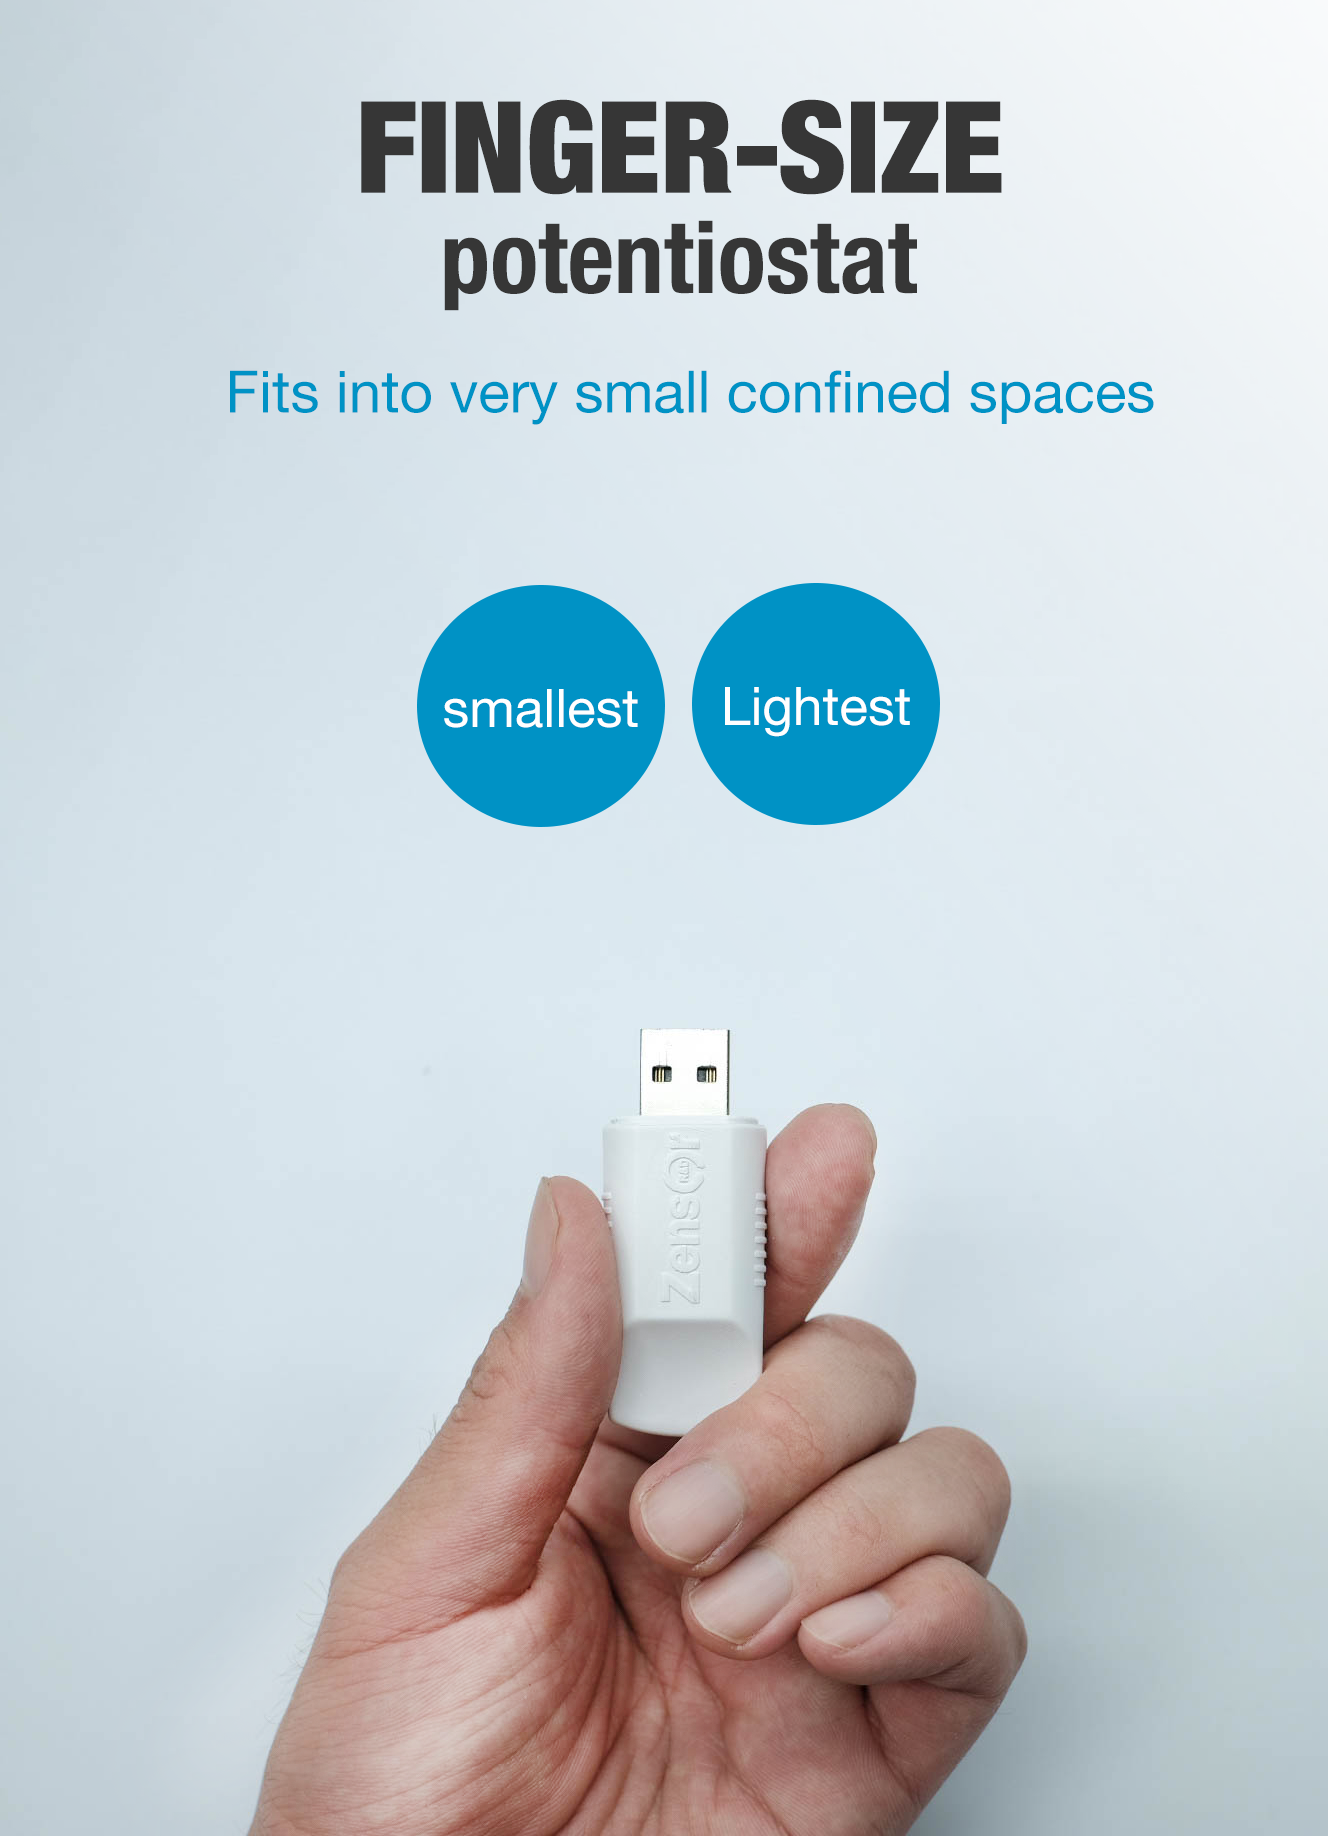 FINGER-SIZE
potentiostat
Fits into very small confined spaces
smallest
Lightest
Zensor